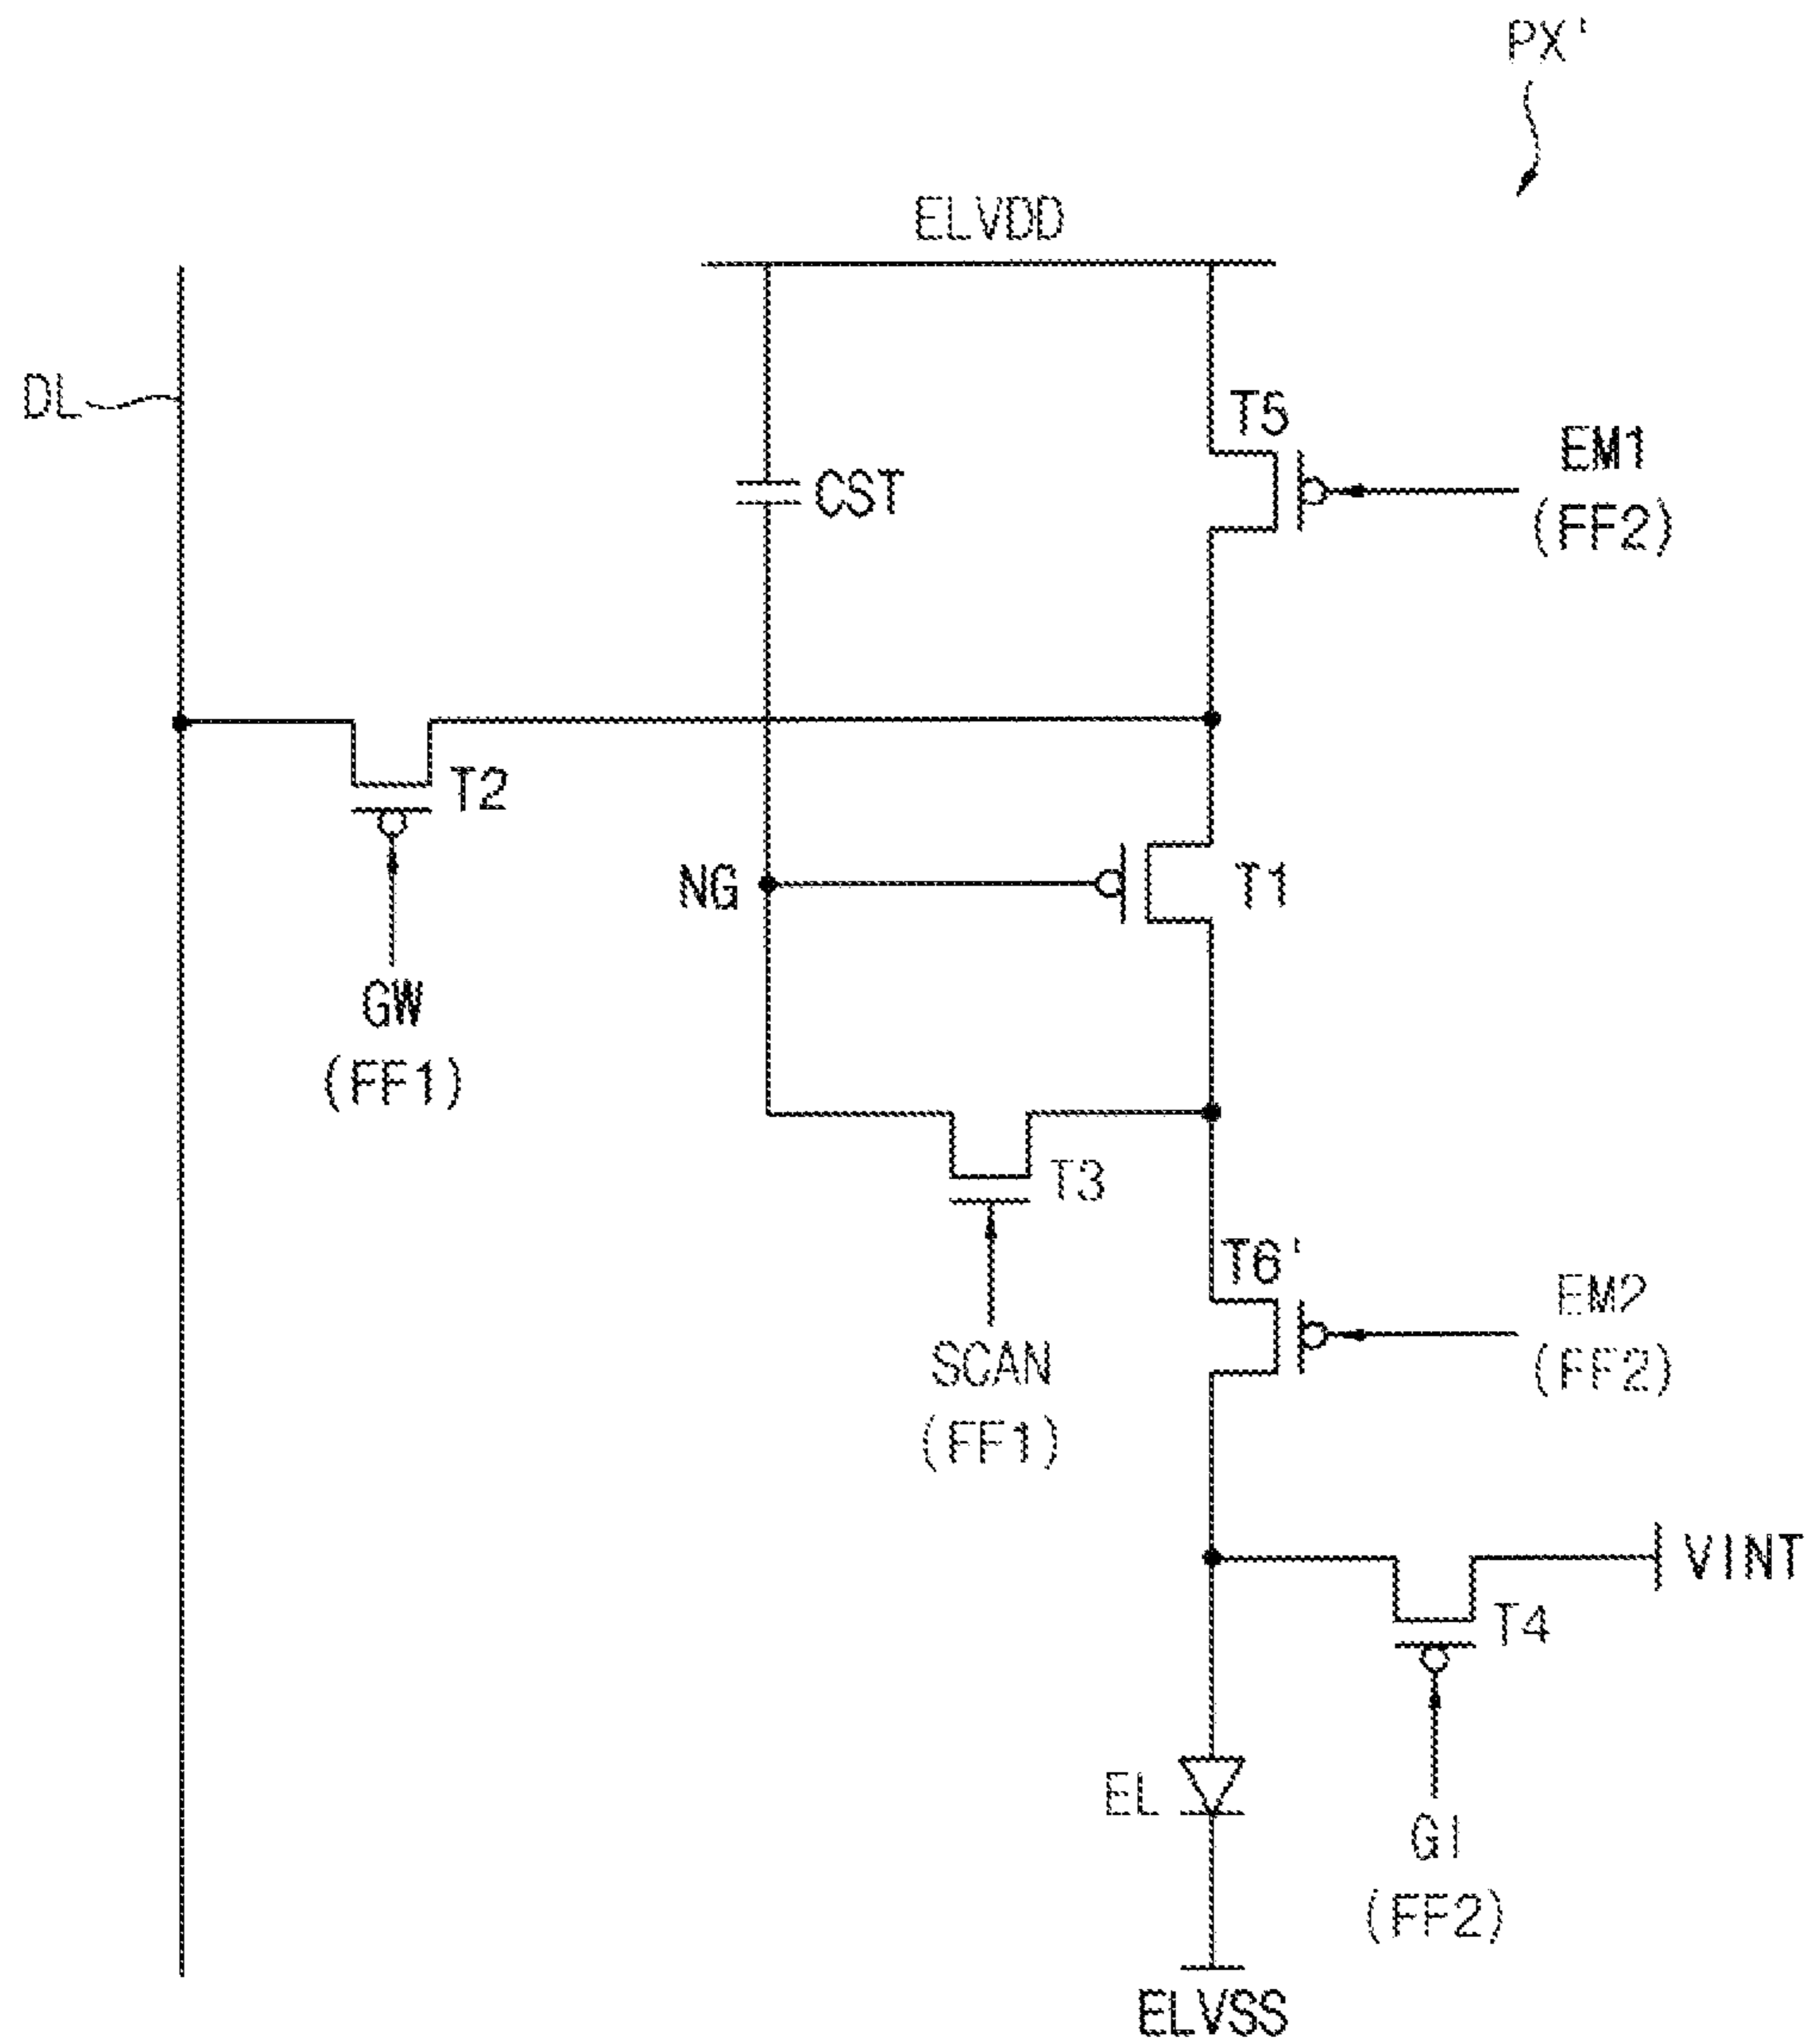 PX'
ELVDD
DL
T5
EM1
(FF2)
CST
T2
NG
T1
GW
(FF1)
T3
T6'
EM2
(FF2)
SCAN
(FF1)
VINT
T4
EL
GI
(FF2)
ELVSS